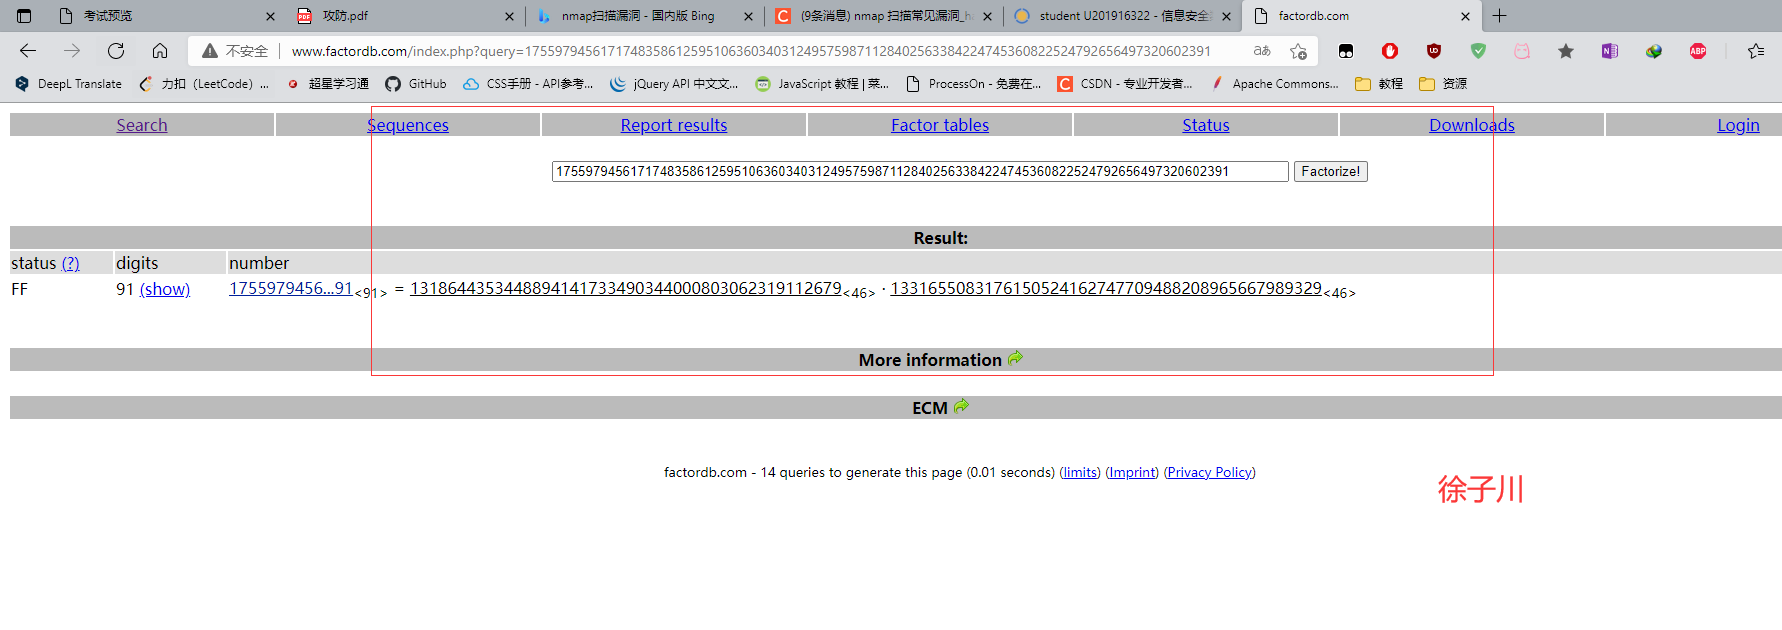 考试预览 攻防.pdf nmap扫描漏洞 - 国内版 Bing (9条消息) nmap 扫描常见漏洞_h student U201916322 - 信息安全 factordb.com
不安全 www.factordb.com/index.php?query=1755979456171748358612595106360340312495759871128402563384224745360822524792656497320602391
DeepL Translate 力扣 (LeetCode) ... 超星学习通 GitHub CSS手册 - API参考... jQuery API 中文文... JavaScript 教程 | 菜... ProcessOn - 免费在... CSDN - 专业开发者... Apache Commons... 教程 资源
Search Sequences Report results Factor tables Status Downloads Login
1755979456171748358612595106360340312495759871128402563384224745360822524792656497320602391 Factorize!
Result:
status (?) digits number
FF 91 (show) 1755979456...91<91> = 1318644353448894141733490344000803062319112679<46> · 1331655083176150524162747709488208965667989329<46>
More information
ECM
factordb.com - 14 queries to generate this page (0.01 seconds) (limits) (Imprint) (Privacy Policy)
徐子川